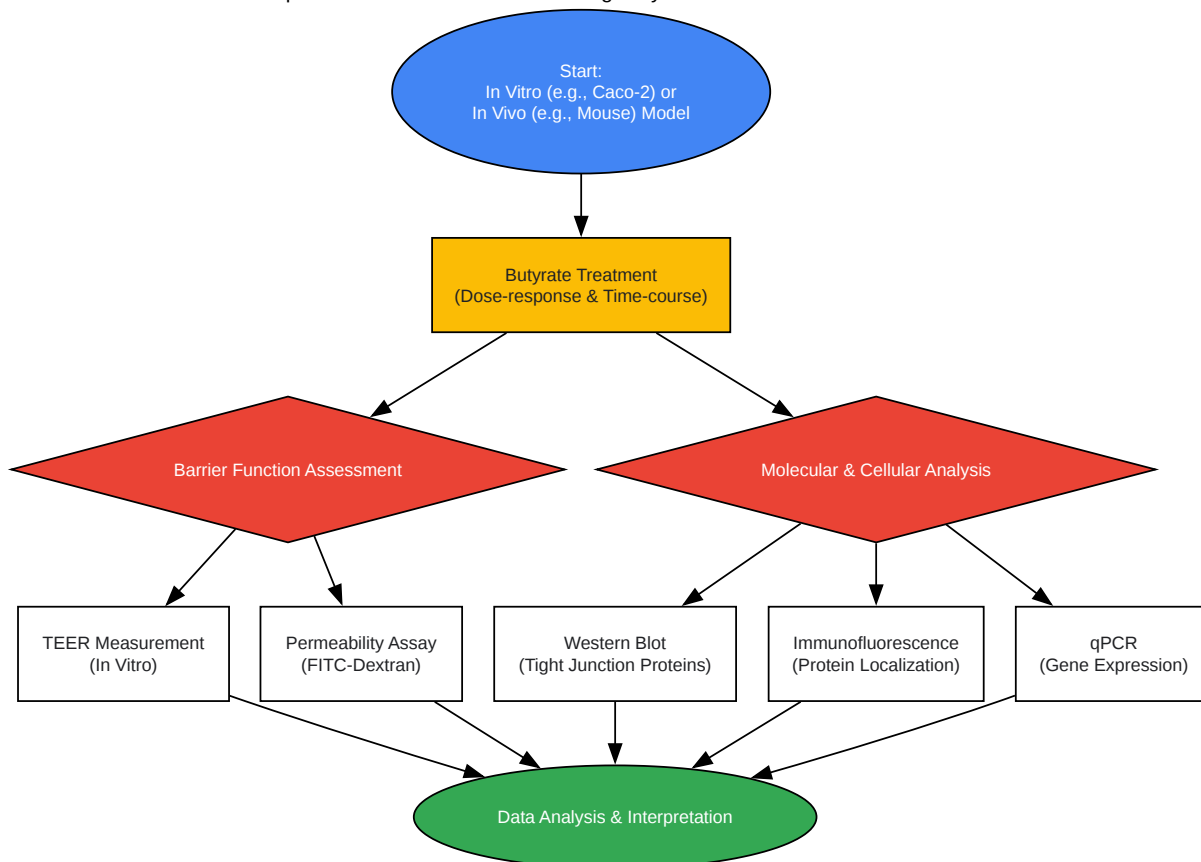 Start:
In Vitro (e.g., Caco-2) or
In Vivo (e.g., Mouse) Model
Butyrate Treatment
(Dose-response & Time-course)
Barrier Function Assessment
Molecular & Cellular Analysis
TEER Measurement
(In Vitro)
Permeability Assay
(FITC-Dextran)
Western Blot
(Tight Junction Proteins)
Immunofluorescence
(Protein Localization)
qPCR
(Gene Expression)
Data Analysis & Interpretation